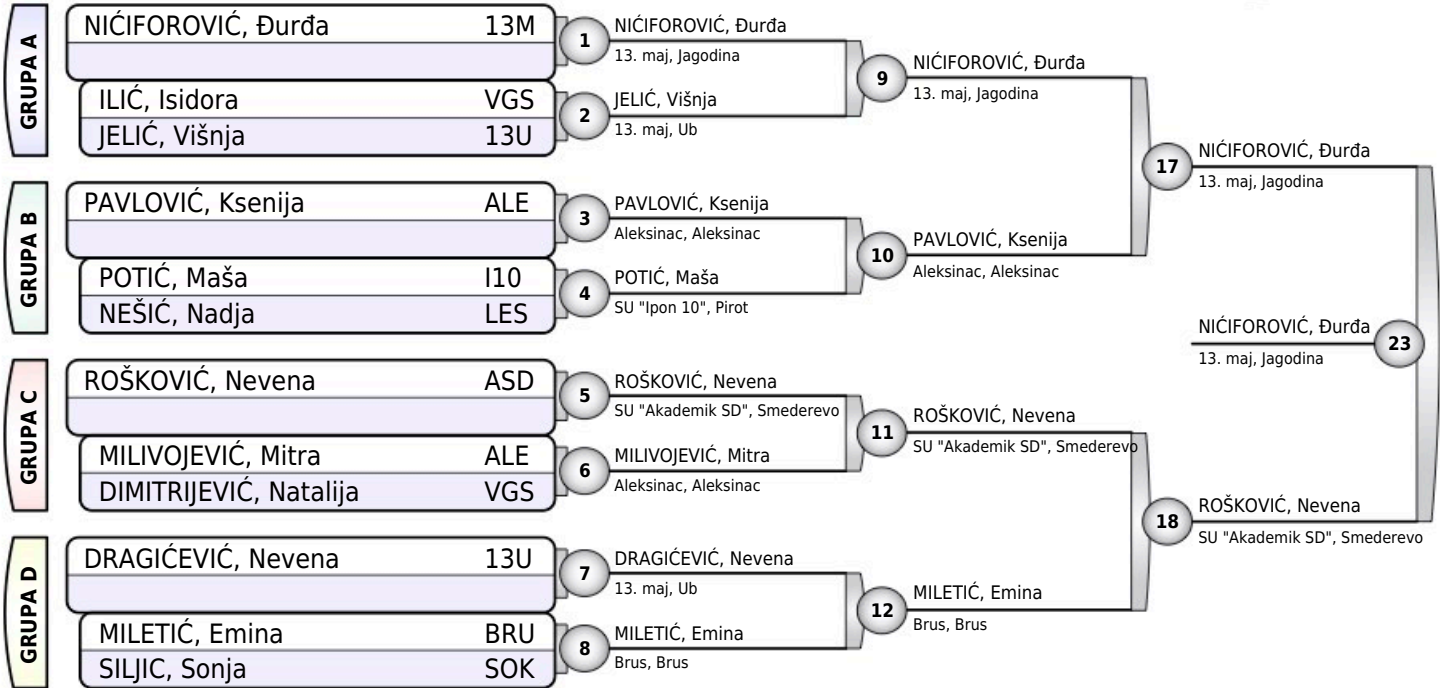 GRUPA A
NIĆIFOROVIĆ, Đurđa 13M
ILIĆ, Isidora VGS
JELIĆ, Višnja 13U
GRUPA B
PAVLOVIĆ, Ksenija ALE
POTIĆ, Maša I10
NEŠIĆ, Nadja LES
GRUPA C
ROŠKOVIĆ, Nevena ASD
MILIVOJEVIĆ, Mitra ALE
DIMITRIJEVIĆ, Natalija VGS
GRUPA D
DRAGIĆEVIĆ, Nevena 13U
MILETIĆ, Emina BRU
SILJIC, Sonja SOK
1 NIĆIFOROVIĆ, Đurđa
13. maj, Jagodina
2 JELIĆ, Višnja
13. maj, Ub
3 PAVLOVIĆ, Ksenija
Aleksinac, Aleksinac
4 POTIĆ, Maša
SU "Ipon 10", Pirot
5 ROŠKOVIĆ, Nevena
SU "Akademik SD", Smederevo
6 MILIVOJEVIĆ, Mitra
Aleksinac, Aleksinac
7 DRAGIĆEVIĆ, Nevena
13. maj, Ub
8 MILETIĆ, Emina
Brus, Brus
9 NIĆIFOROVIĆ, Đurđa
13. maj, Jagodina
10 PAVLOVIĆ, Ksenija
Aleksinac, Aleksinac
11 ROŠKOVIĆ, Nevena
SU "Akademik SD", Smederevo
12 MILETIĆ, Emina
Brus, Brus
17 NIĆIFOROVIĆ, Đurđa
13. maj, Jagodina
18 ROŠKOVIĆ, Nevena
SU "Akademik SD", Smederevo
NIĆIFOROVIĆ, Đurđa 23
13. maj, Jagodina